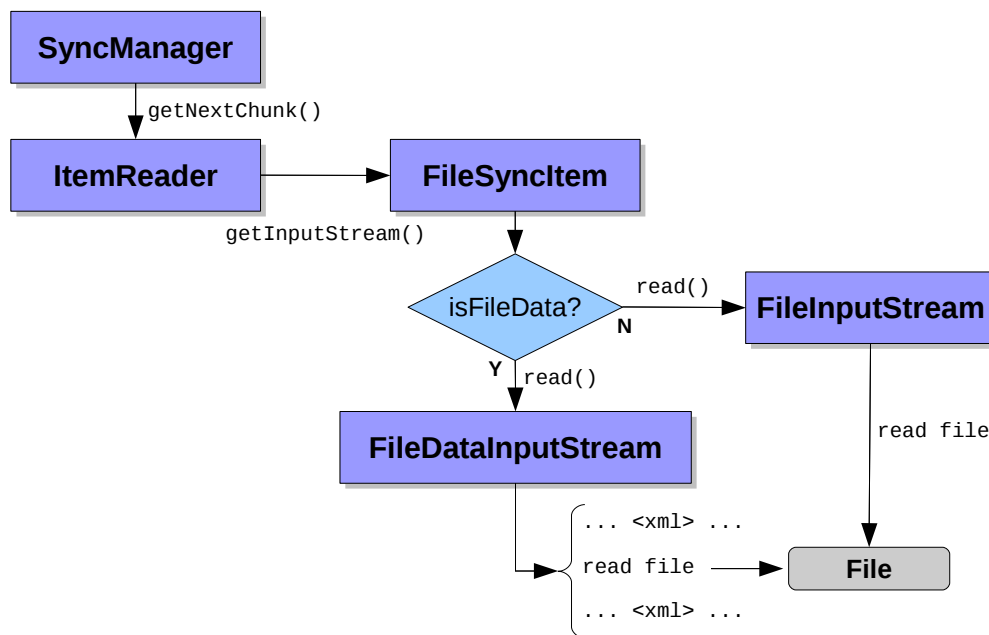 SyncManager
getNextChunk()
ItemReader
FileSyncItem
getInputStream()
isFileData?
read()
N
FileInputStream
Y
read()
FileDataInputStream
read file
... <xml> ...
read file
File
... <xml> ...